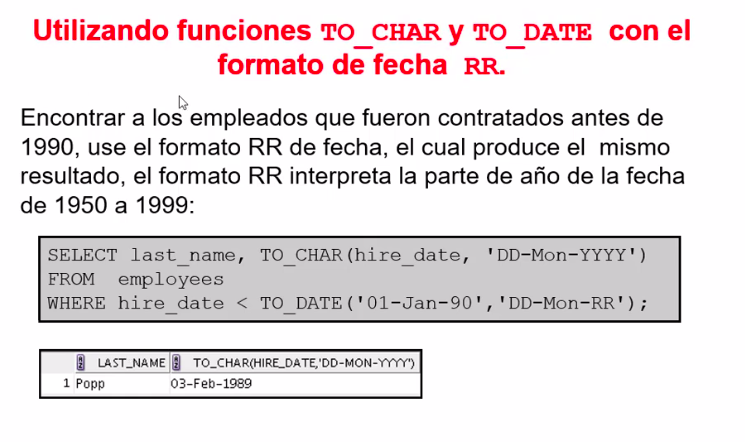 Utilizando funciones TO_CHAR y TO_DATE con el
formato de fecha RR.
Encontrar a los empleados que fueron contratados antes de
1990, use el formato RR de fecha, el cual produce el mismo
resultado, el formato RR interpreta la parte de año de la fecha
de 1950 a 1999:
SELECT last_name, TO_CHAR(hire_date, 'DD-Mon-YYYY')
FROM employees
WHERE hire_date < TO_DATE('01-Jan-90','DD-Mon-RR');
LAST_NAME TO_CHAR(HIRE_DATE,'DD-MON-YYYY')
1 Popp 03-Feb-1989